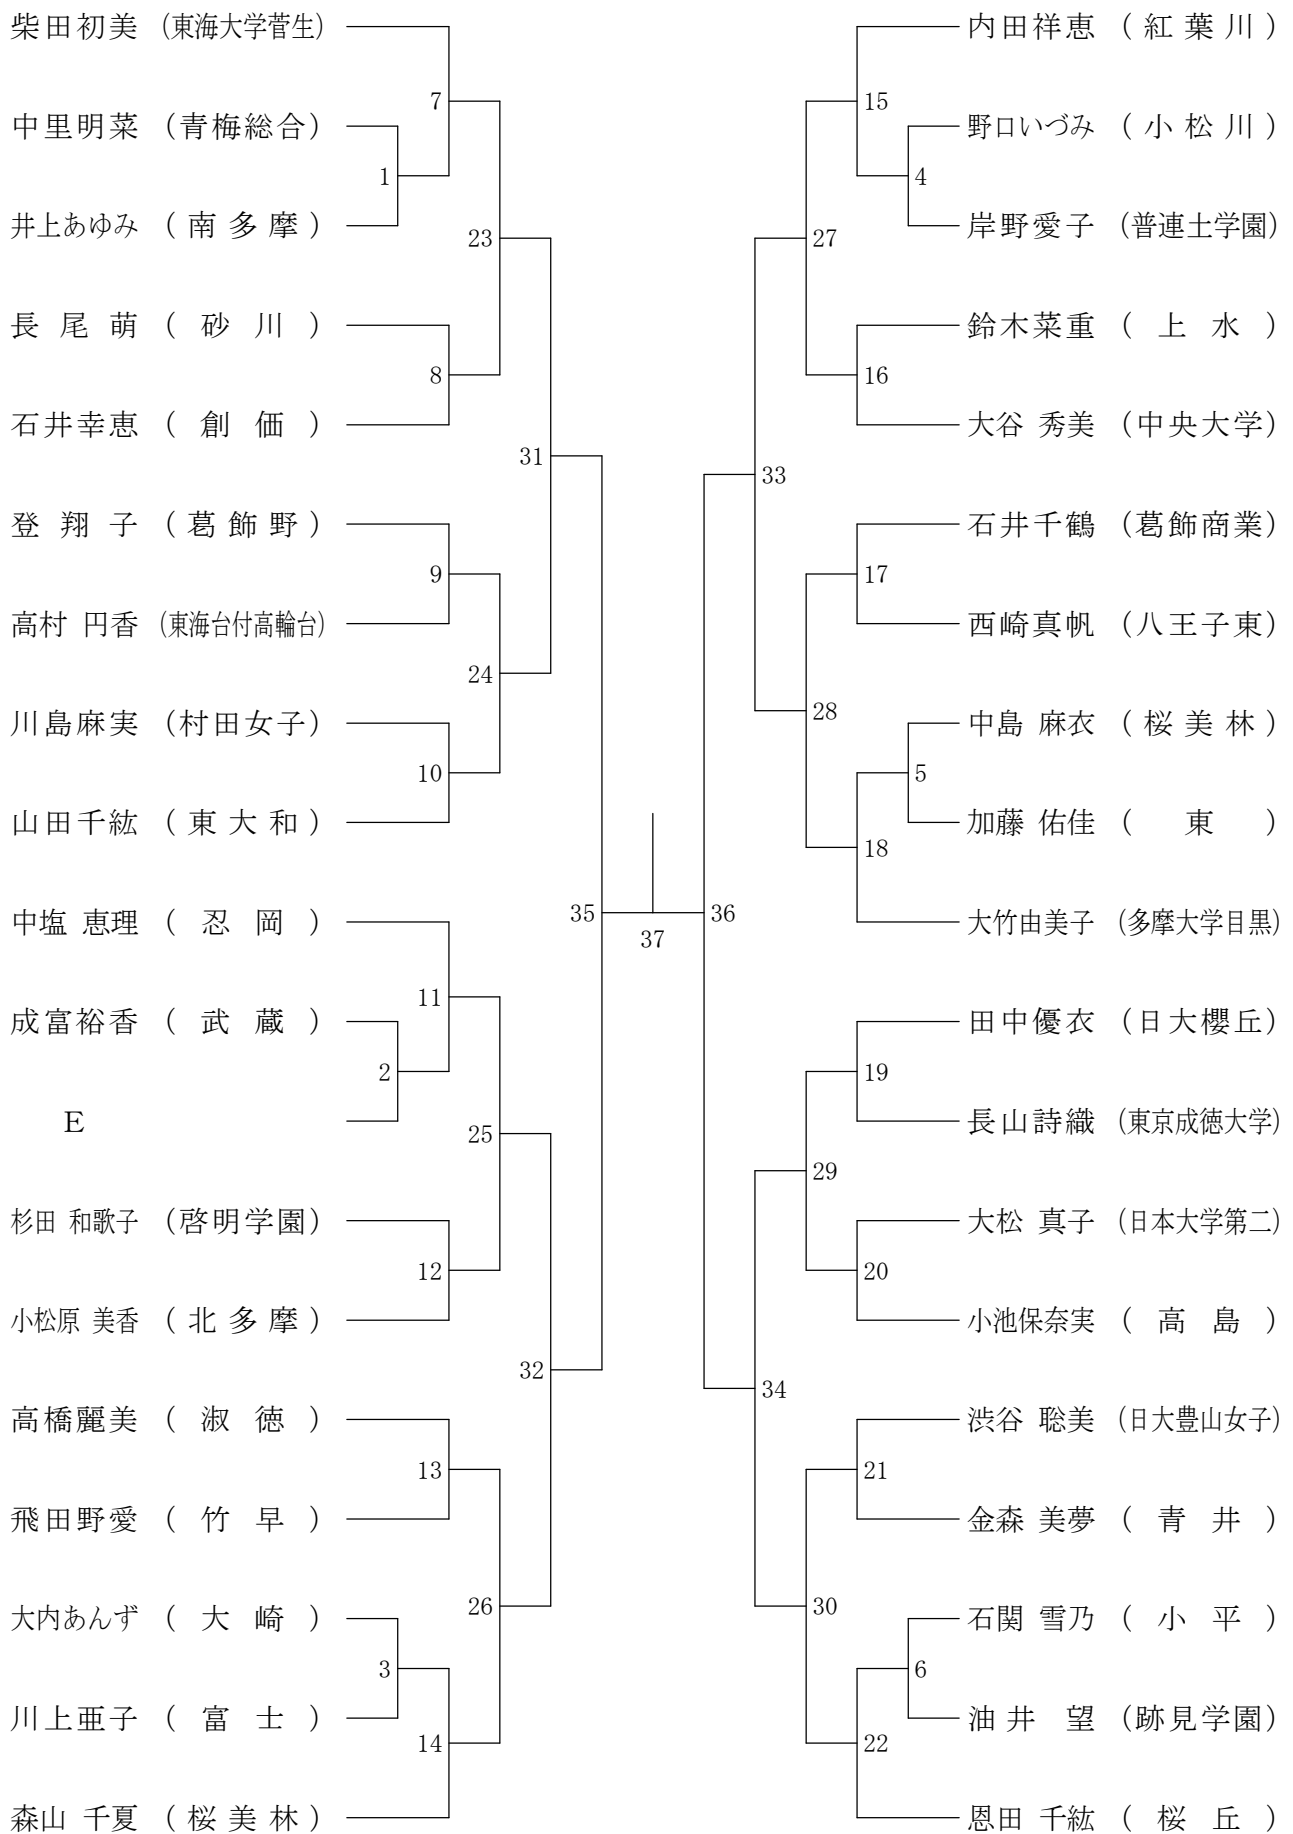 柴田初美 (東海大学菅生)
7
中里明菜 (青梅総合)
1
井上あゆみ (南多摩)
23
長尾萌 (砂川)
8
石井幸恵 (創価)
31
登翔子 (葛飾野)
9
高村 円香 (東海台付高輪台)
24
川島麻実 (村田女子)
10
山田千紘 (東大和)
35
中塩 恵理 (忍岡)
11
成富裕香 (武蔵)
2
E
25
杉田 和歌子 (啓明学園)
12
小松原 美香 (北多摩)
32
高橋麗美 (淑徳)
13
飛田野愛 (竹早)
26
大内あんず (大崎)
3
川上亜子 (富士)
14
森山 千夏 (桜美林)
37
内田祥恵 (紅葉川)
15
野口いづみ (小松川)
4
岸野愛子 (普連土学園)
27
鈴木菜重 (上水)
16
大谷 秀美 (中央大学)
33
石井千鶴 (葛飾商業)
17
西崎真帆 (八王子東)
28
中島 麻衣 (桜美林)
5
加藤 佑佳 (東)
18
大竹由美子 (多摩大学目黒)
36
田中優衣 (日大櫻丘)
19
長山詩織 (東京成徳大学)
29
大松 真子 (日本大学第二)
20
小池保奈実 (高島)
34
渋谷 聡美 (日大豊山女子)
21
金森 美夢 (青井)
30
石関 雪乃 (小平)
6
油井 望 (跡見学園)
22
恩田 千紘 (桜丘)